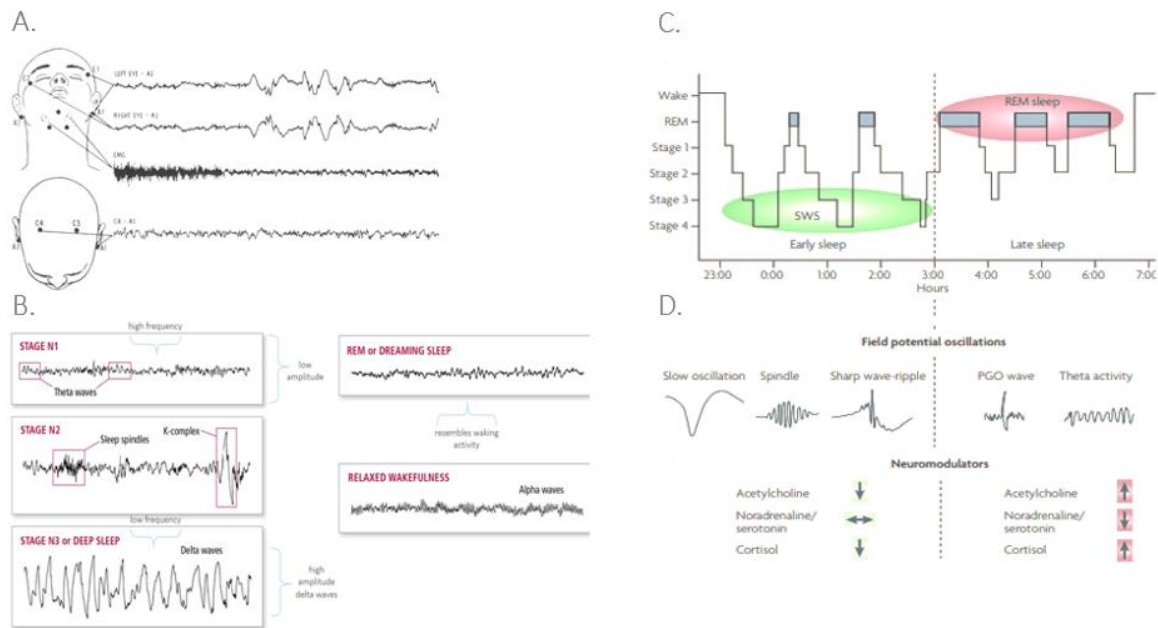 A.
E1
E2
A1
A2
LEFT EYE - A2
RIGHT EYE - A2
EMG
C4
C3
A2
C4 - A1
B.
high frequency
STAGE N1
Theta waves
low
amplitude
STAGE N2
Sleep spindles
K-complex
low frequency
STAGE N3 or DEEP SLEEP
Delta waves
high
amplitude
delta waves
REM or DREAMING SLEEP
resembles waking
activity
RELAXED WAKEFULNESS
Alpha waves
C.
Wake
REM
Stage 1
Stage 2
Stage 3
Stage 4
REM sleep
SWS
Early sleep
Late sleep
23:00
0:00
1:00
2:00
3:00
4:00
5:00
6:00
7:00
Hours
D.
Field potential oscillations
Slow oscillation
Spindle
Sharp wave-ripple
PGO wave
Theta activity
Neuromodulators
Acetylcholine
Noradrenaline/
serotonin
Cortisol
Acetylcholine
Noradrenaline/
serotonin
Cortisol